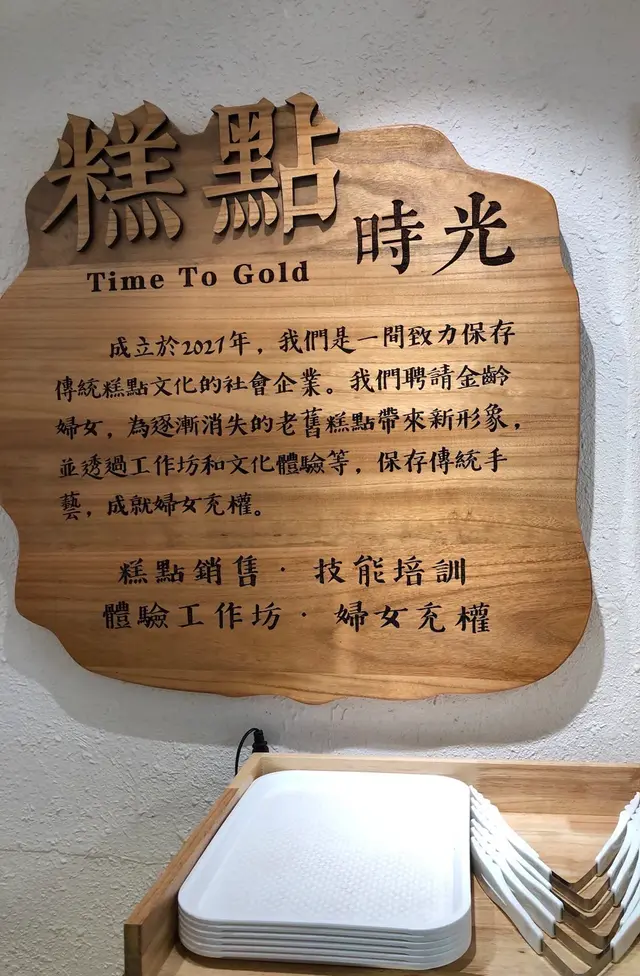 糕點時光
Time To Gold
成立於2021年，我們是一間致力保存
傳統糕點文化的社會企業。我們聘請金齡
婦女，為逐漸消失的老舊糕點帶來新形象，
並透過工作坊和文化體驗等，保存傳統手
藝，成就婦女充權。
糕點銷售·技能培訓
體驗工作坊·婦女充權